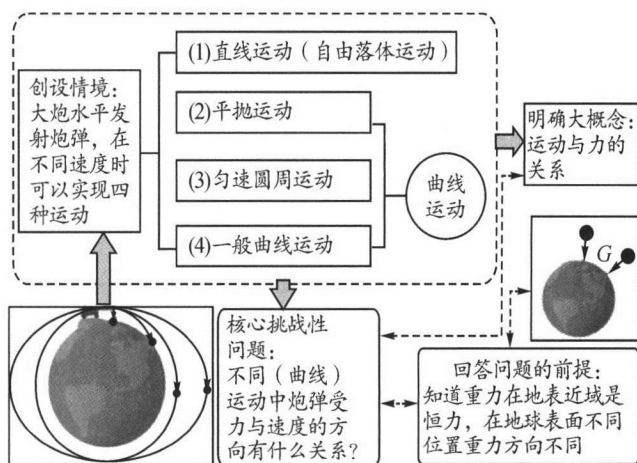 创设情境：
大炮水平发
射炮弹，在
不同速度时
可以实现四
种运动
(1)直线运动（自由落体运动）
(2)平抛运动
(3)匀速圆周运动
(4)一般曲线运动
曲线
运动
明确大概念：
运动与力的
关系
G
核心挑战性
问题：
不同（曲线）
运动中炮弹受
力与速度的方
向有什么关系？
回答问题的前提：
知道重力在地表近域是
恒力，在地球表面不同
位置重力方向不同